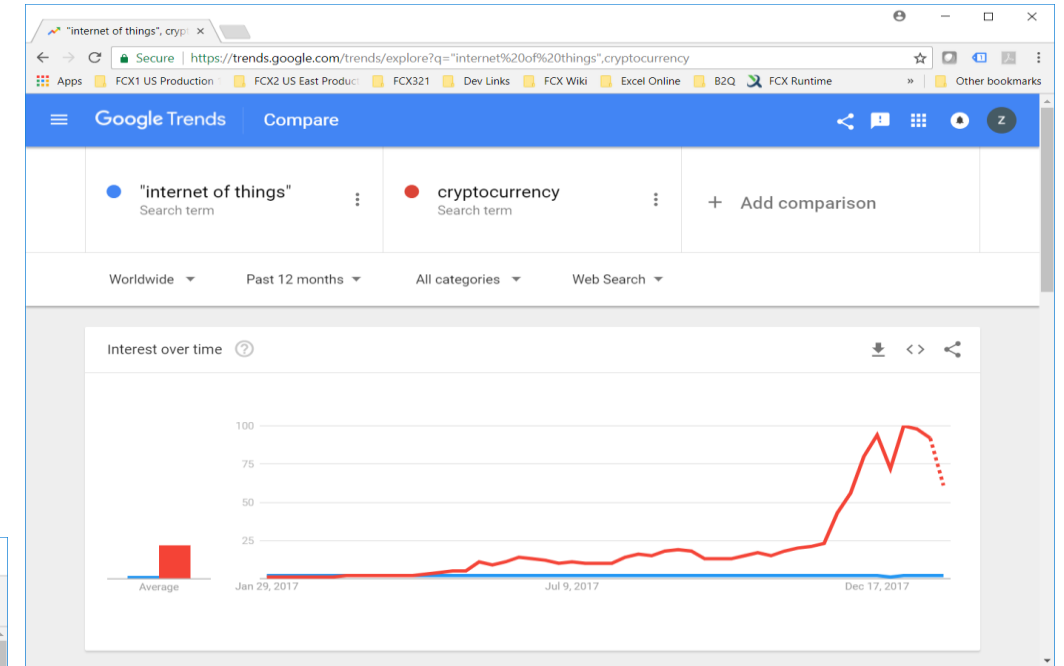 "internet of things", crypt
Secure | https://trends.google.com/trends/explore?q="internet%20of%20things",cryptocurrency
Apps FCX1 US Production FCX2 US East Product FCX321 Dev Links FCX Wiki Excel Online B2Q FCX Runtime » Other bookmarks
Google Trends Compare Z
"internet of things" cryptocurrency + Add comparison
Search term Search term
Worldwide Past 12 months All categories Web Search
Interest over time ?
100
75
50
25
Average Jan 29, 2017 Jul 9, 2017 Dec 17, 2017